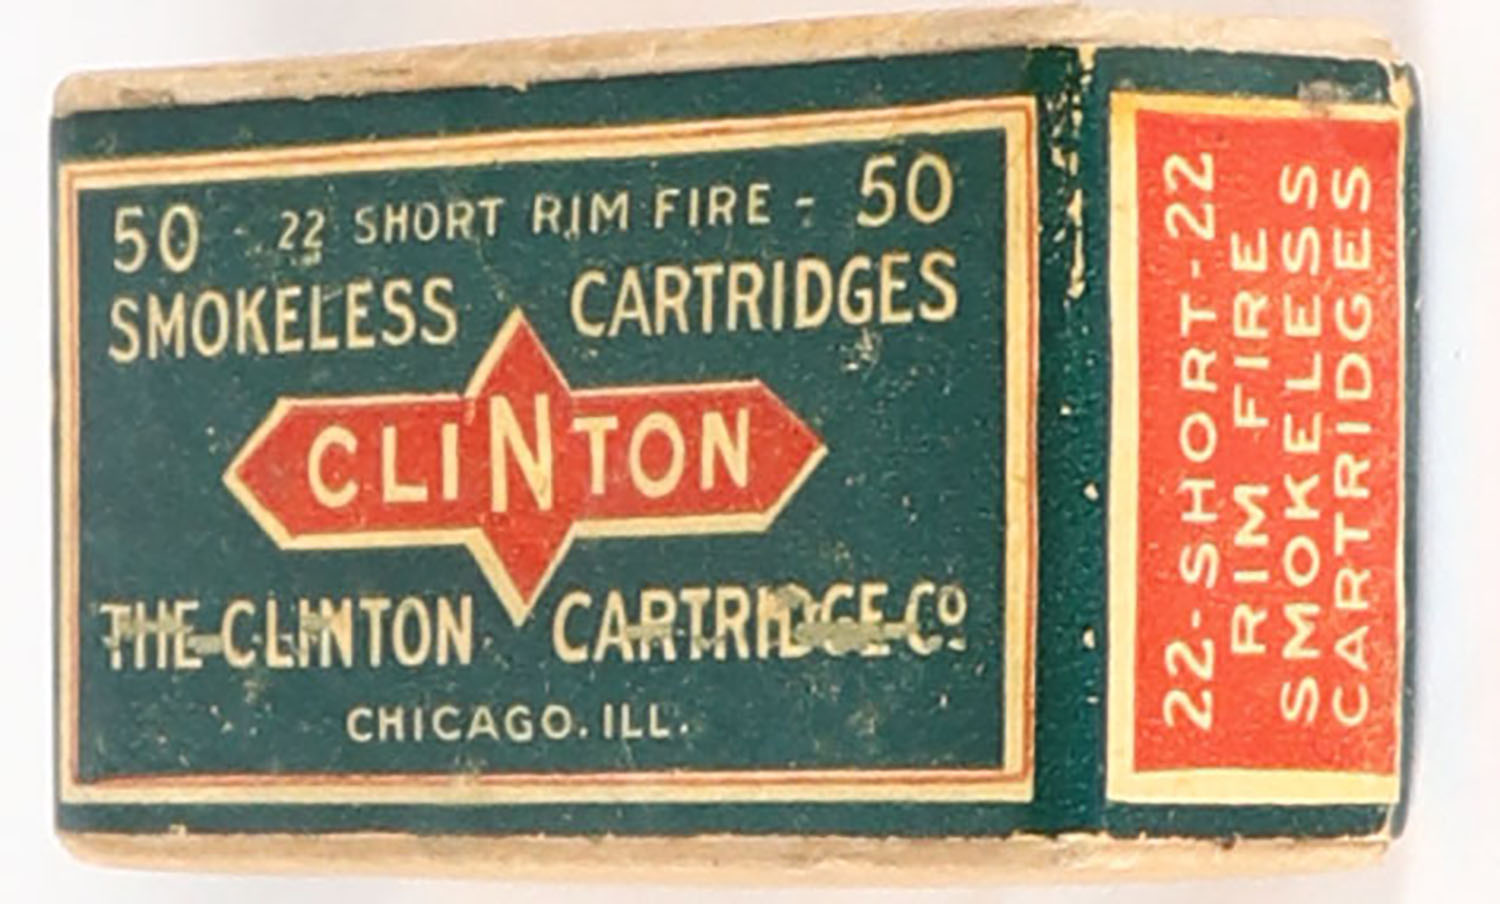 50 - 22 SHORT RIM FIRE - 50
SMOKELESS CARTRIDGES
CLINTON
THE CLINTON CARTRIDGE Cº
CHICAGO. ILL.
22-SHORT-22
RIM FIRE
SMOKELESS
CARTRIDGES